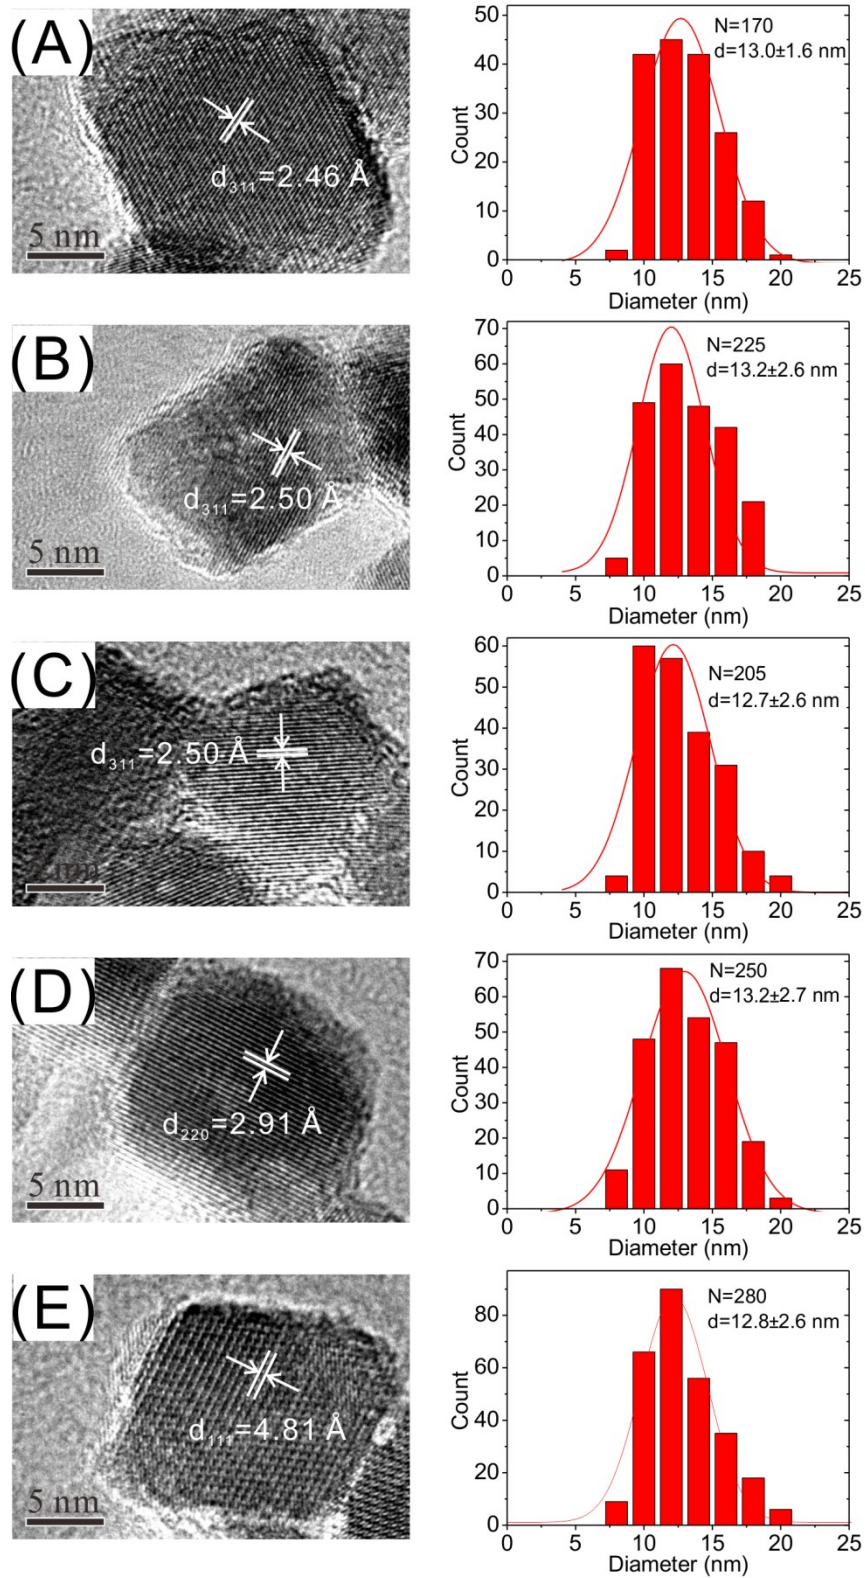 (A)
d311=2.46 Å
5 nm
50
40
30
20
10
0
Count
N=170
d=13.0±1.6 nm
0 5 10 15 20 25
Diameter (nm)
(B)
d311=2.50 Å
5 nm
70
60
50
40
30
20
10
0
Count
N=225
d=13.2±2.6 nm
0 5 10 15 20 25
Diameter (nm)
(C)
d311=2.50 Å
nm
60
50
40
30
20
10
0
Count
N=205
d=12.7±2.6 nm
0 5 10 15 20 25
Diameter (nm)
(D)
d220=2.91 Å
5 nm
70
60
50
40
30
20
10
0
Count
N=250
d=13.2±2.7 nm
0 5 10 15 20 25
Diameter (nm)
(E)
d111=4.81 Å
5 nm
80
60
40
20
0
Count
N=280
d=12.8±2.6 nm
0 5 10 15 20 25
Diameter (nm)